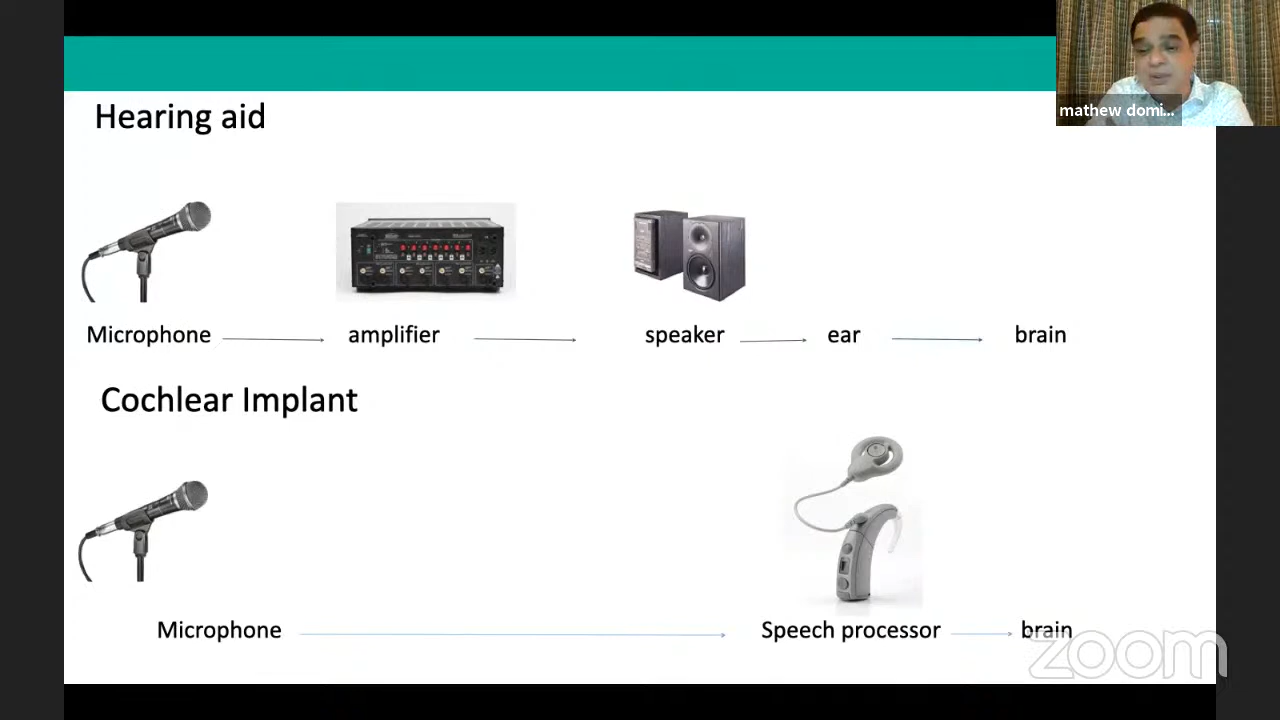 mathew domi...
Hearing aid
Microphone amplifier speaker ear brain
Cochlear Implant
Microphone Speech processor brain
zoom